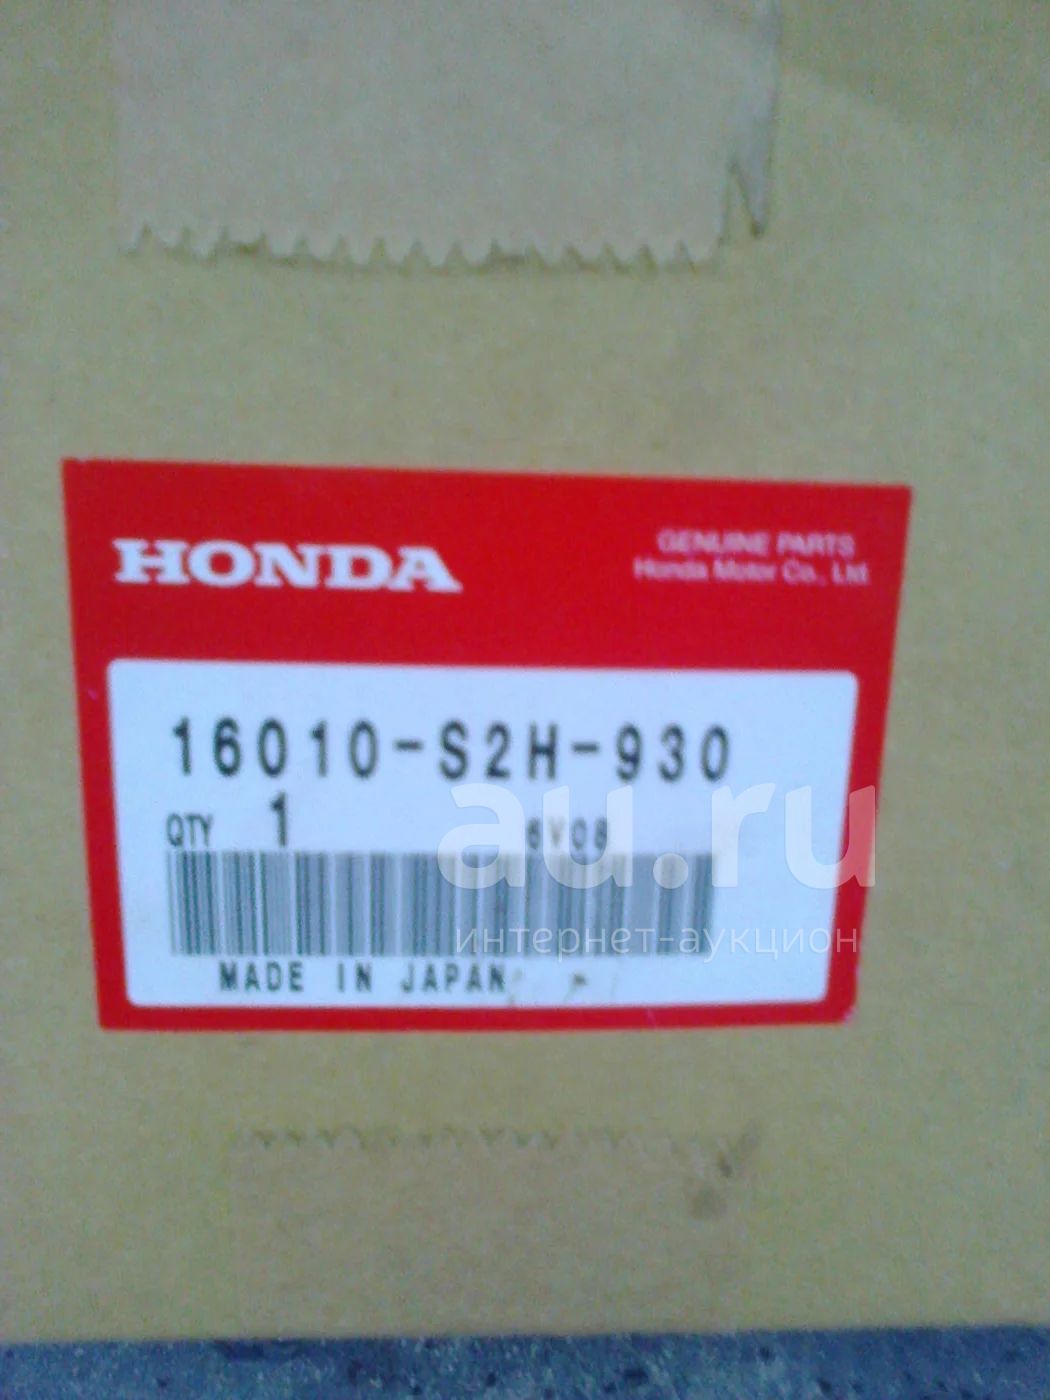 HONDA
GENUINE PARTS
Honda Motor Co., Ltd
16010-S2H-930
QTY 1 6V08
MADE IN JAPAN
au.ru
интернет-аукцион